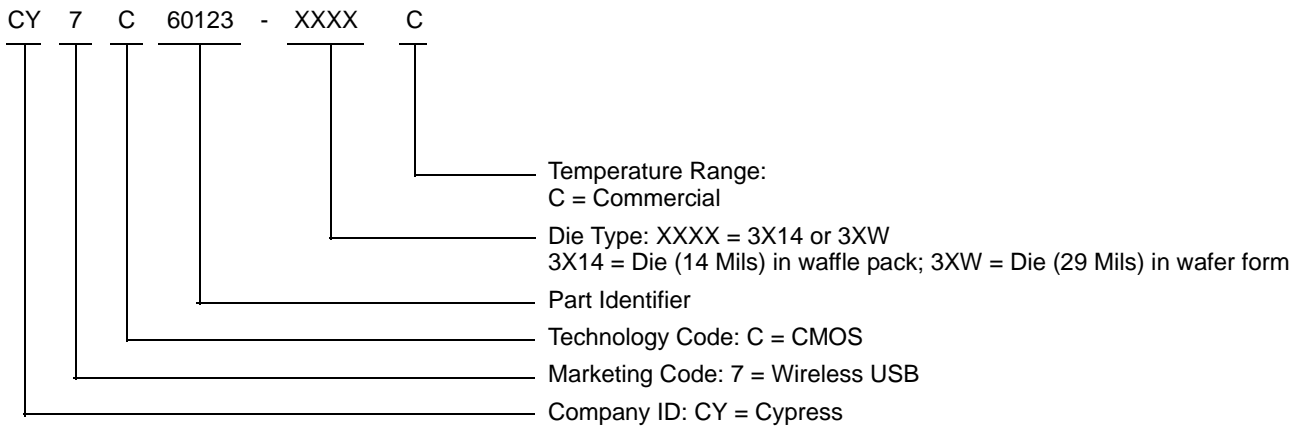 CY 7 C 60123 - XXXX C
Temperature Range:
C = Commercial
Die Type: XXXX = 3X14 or 3XW
3X14 = Die (14 Mils) in waffle pack; 3XW = Die (29 Mils) in wafer form
Part Identifier
Technology Code: C = CMOS
Marketing Code: 7 = Wireless USB
Company ID: CY = Cypress